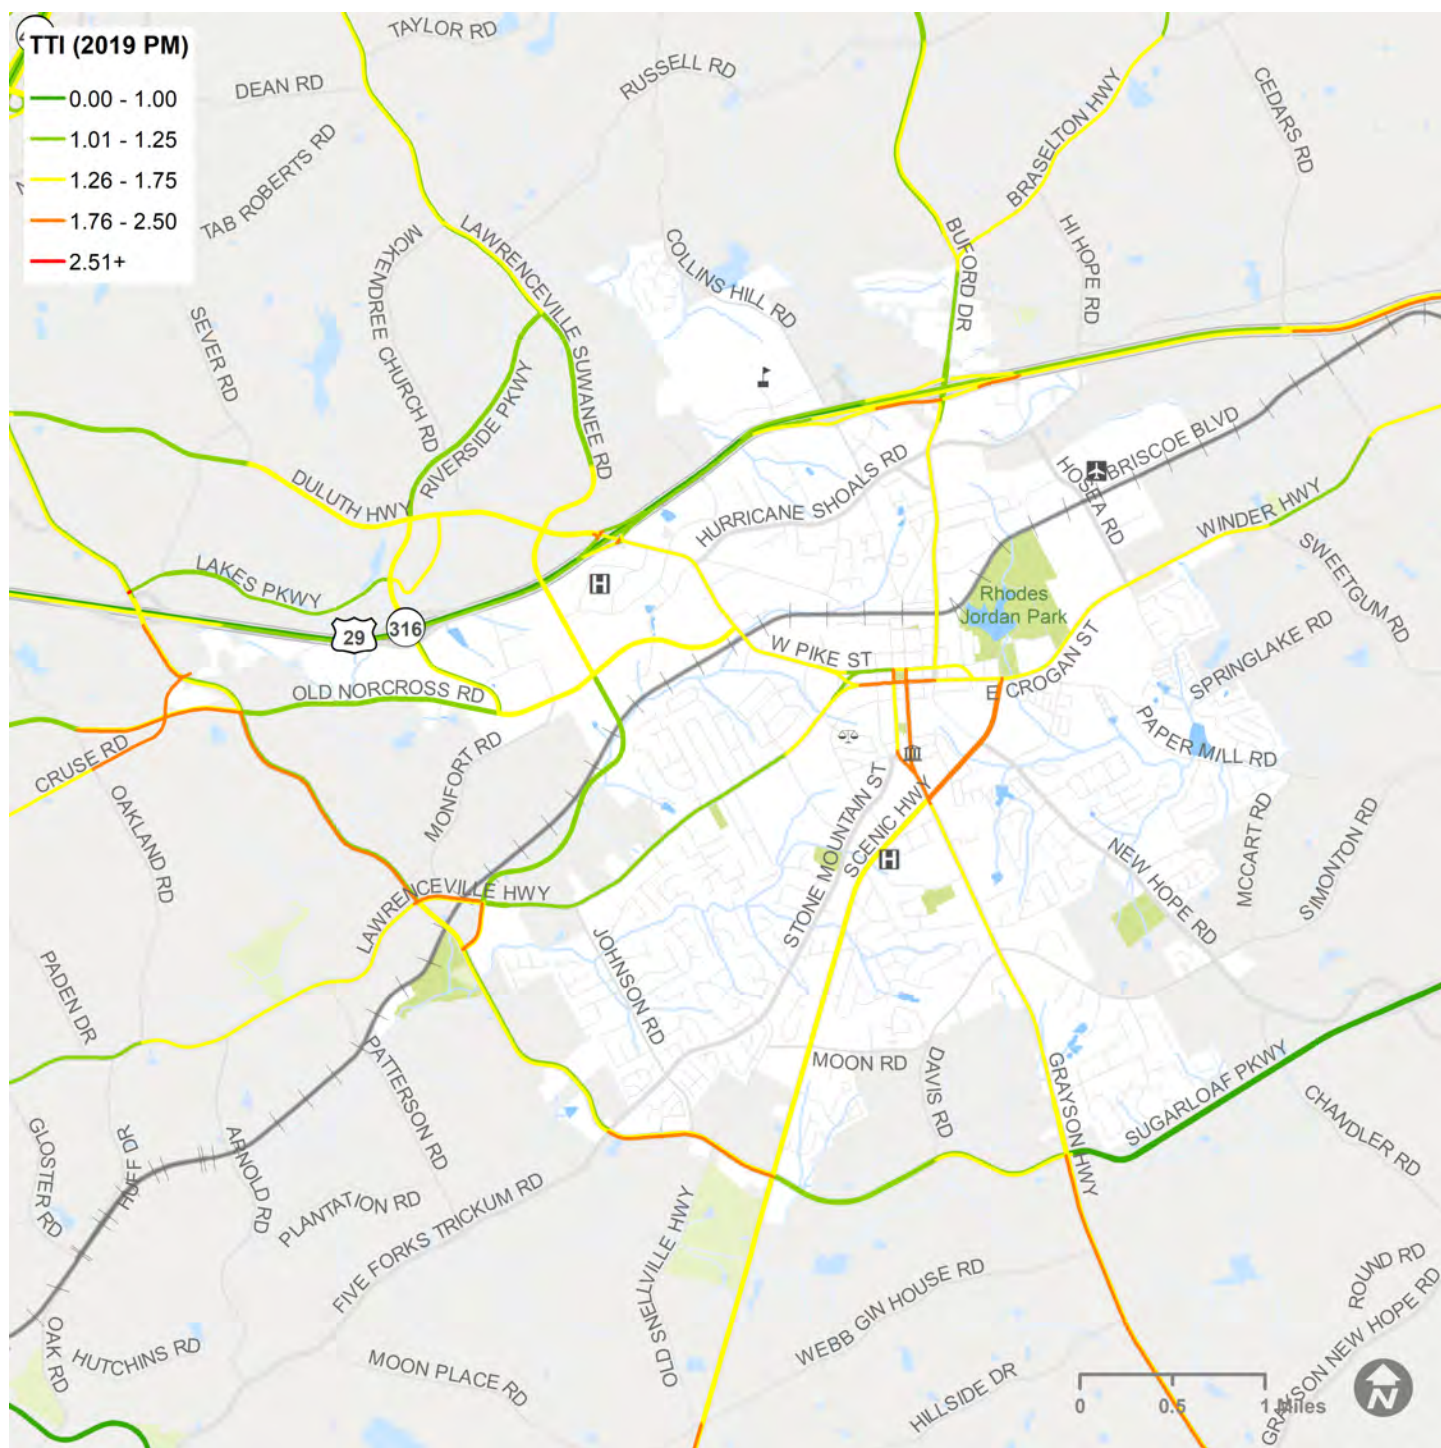 TTI (2019 PM)
0.00 - 1.00
1.01 - 1.25
1.26 - 1.75
1.76 - 2.50
2.51+
TAYLOR RD
DEAN RD
RUSSELL RD
CEDARS RD
TAB ROBERTS RD
BRASELTON HWY
MCKENDREE CHURCH RD
LAWRENCEVILLE SUWANEE RD
COLLINS HILL RD
BUFORD DR
HI HOPE RD
SEVER RD
RIVERSIDE PKWY
DULUTH HWY
HURRICANE SHOALS RD
HOSEA RD
BRISCOE BLVD
WINDER HWY
SWEETGUM RD
LAKES PKWY
29
316
Rhodes
Jordan Park
H
W PIKE ST
E CROGAN ST
SPRINGLAKE RD
OLD NORCROSS RD
PAPER MILL RD
CRUSE RD
MONFORT RD
OAKLAND RD
STONE MOUNTAIN ST
SCENIC HWY
H
NEW HOPE RD
MCCART RD
SIMONTON RD
LAWRENCEVILLE HWY
JOHNSON RD
PADEN DR
PATTERSON RD
MOON RD
DAVIS RD
GRAYSON HWY
SUGARLOAF PKWY
CHANDLER RD
GLOSTER RD
HUFF DR
ARNOLD RD
PLANTATION RD
FIVE FORKS TRICKUM RD
OLD SNELLVILLE HWY
WEBB GIN HOUSE RD
ROUND RD
GRAYSON NEW HOPE RD
OAK RD
HUTCHINS RD
MOON PLACE RD
HILLSIDE DR
0 0.5 1 Miles
N